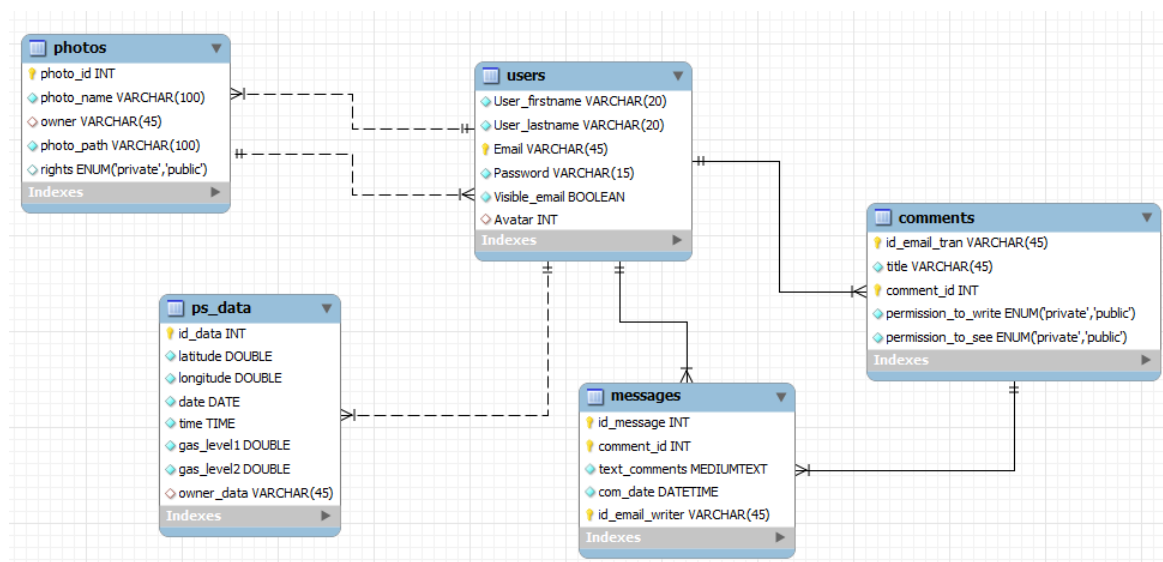 photos
photo_id INT
photo_name VARCHAR(100)
owner VARCHAR(45)
photo_path VARCHAR(100)
rights ENUM('private','public')
Indexes
users
User_firstname VARCHAR(20)
User_lastname VARCHAR(20)
Email VARCHAR(45)
Password VARCHAR(15)
Visible_email BOOLEAN
Avatar INT
Indexes
comments
id_email_tran VARCHAR(45)
title VARCHAR(45)
comment_id INT
permission_to_write ENUM('private','public')
permission_to_see ENUM('private','public')
Indexes
ps_data
id_data INT
latitude DOUBLE
longitude DOUBLE
date DATE
time TIME
gas_level1 DOUBLE
gas_level2 DOUBLE
owner_data VARCHAR(45)
Indexes
messages
id_message INT
comment_id INT
text_comments MEDIUMTEXT
com_date DATETIME
id_email_writer VARCHAR(45)
Indexes